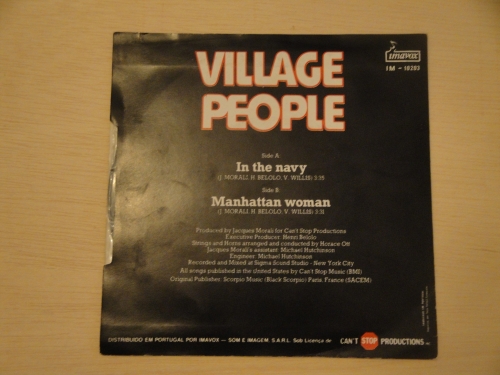 imavox
IM - 10283
VILLAGE
PEOPLE
Side A
In the navy
(J. MORALI, H. BELOLO, V. WILLIS) 3:35
Side B
Manhattan woman
(J. MORALI, H. BELOLO, V. WILLIS) 3:31
Produced by Jacques Morali for Can't Stop Productions
Executive Producer: Henri Belolo
Strings and Horns arranged and conducted by Horace Ott
Jacques Morali's assistant: Michael Hutchinson
Engineer: Michael Hutchinson
Recorded and Mixed at Sigma Sound Studio - New York City
All songs published in the United States by Can't Stop Music (BMI)
Original Publisher: Scorpio Music (Black Scorpio) Paris, France (SACEM)
DISTRIBUIDO EM PORTUGAL POR IMAVOX — SOM E IMAGEM, S.A.R.L. Sob Licença de CAN'T STOP PRODUCTIONS